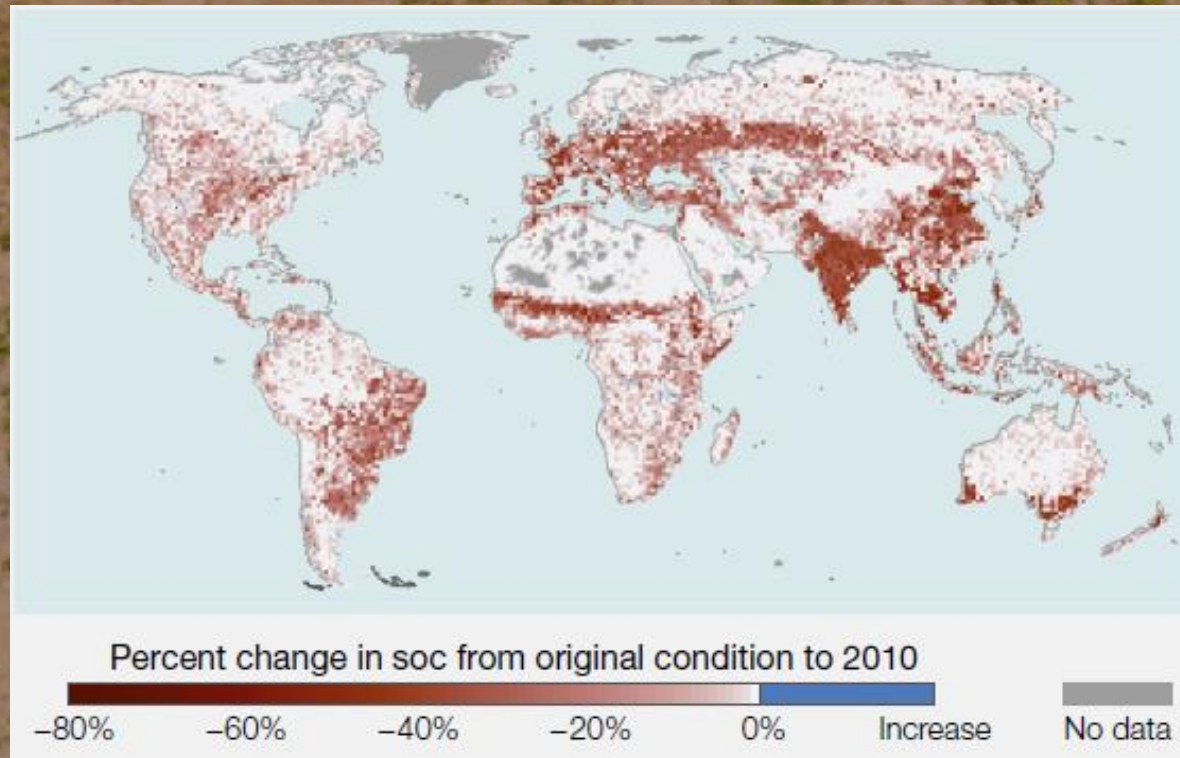 Percent change in soc from original condition to 2010
−80% −60% −40% −20% 0% Increase No data